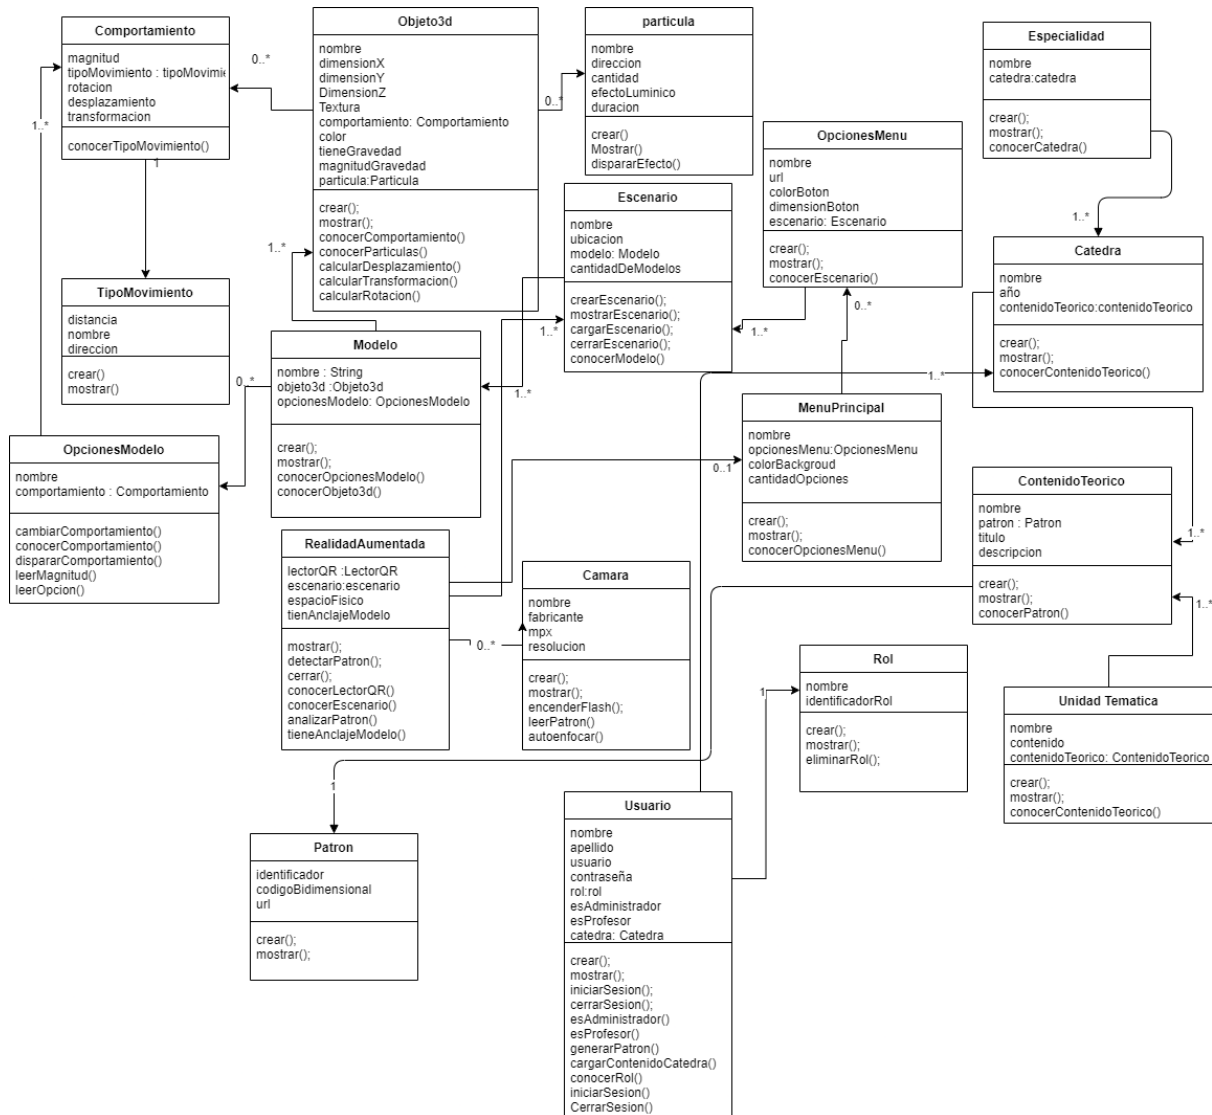 Comportamiento
magnitud
tipoMovimiento : tipoMovimie
rotacion
desplazamiento
transformacion
conocerTipoMovimiento()
1
1..*
0..*
Objeto3d
nombre
dimensionX
dimensionY
DimensionZ
Textura
comportamiento: Comportamiento
color
tieneGravedad
magnitudGravedad
particula:Particula
crear();
mostrar();
conocerComportamiento()
conocerParticulas()
calcularDesplazamiento()
calcularTransformacion()
calcularRotacion()
0..*
1..*
particula
nombre
direccion
cantidad
efectoLuminico
duracion
crear()
Mostrar()
dispararEfecto()
OpcionesMenu
nombre
url
colorBoton
dimensionBoton
escenario: Escenario
crear();
mostrar();
conocerEscenario()
0..*
1..*
Especialidad
nombre
catedra:catedra
crear();
mostrar();
conocerCatedra()
1..*
Escenario
nombre
ubicacion
modelo: Modelo
cantidadDeModelos
crearEscenario();
mostrarEscenario();
cargarEscenario();
cerrarEscenario();
conocerModelo()
1..*
1..*
Catedra
nombre
año
contenidoTeorico:contenidoTeorico
crear();
mostrar();
conocerContenidoTeorico()
1..*
TipoMovimiento
distancia
nombre
direccion
crear()
mostrar()
Modelo
nombre : String
objeto3d :Objeto3d
opcionesModelo: OpcionesModelo
crear();
mostrar();
conocerOpcionesModelo()
conocerObjeto3d()
0..*
MenuPrincipal
nombre
opcionesMenu:OpcionesMenu
colorBackgroud
cantidadOpciones
crear();
mostrar();
conocerOpcionesMenu()
0..1
OpcionesModelo
nombre
comportamiento : Comportamiento
cambiarComportamiento()
conocerComportamiento()
dispararComportamiento()
leerMagnitud()
leerOpcion()
ContenidoTeorico
nombre
patron : Patron
titulo
descripcion
crear();
mostrar();
conocerPatron()
1..*
1..*
RealidadAumentada
lectorQR :LectorQR
escenario:escenario
espacioFisico
tienAnclajeModelo
mostrar();
detectarPatron();
cerrar();
conocerLectorQR()
conocerEscenario()
analizarPatron()
tieneAnclajeModelo()
0..*
Camara
nombre
fabricante
mpx
resolucion
crear();
mostrar();
encenderFlash();
leerPatron()
autoenfocar()
Rol
nombre
identificadorRol
crear();
mostrar();
eliminarRol();
1
Unidad Tematica
nombre
contenido
contenidoTeorico: ContenidoTeorico
crear();
mostrar();
conocerContenidoTeorico()
1
Patron
identificador
codigoBidimensional
url
crear();
mostrar();
Usuario
nombre
apellido
usuario
contraseña
rol:rol
esAdministrador
esProfesor
catedra: Catedra
crear();
mostrar();
iniciarSesion();
cerrarSesion();
esAdministrador()
esProfesor()
generarPatron()
cargarContenidoCatedra()
conocerRol()
iniciarSesion()
CerrarSesion()